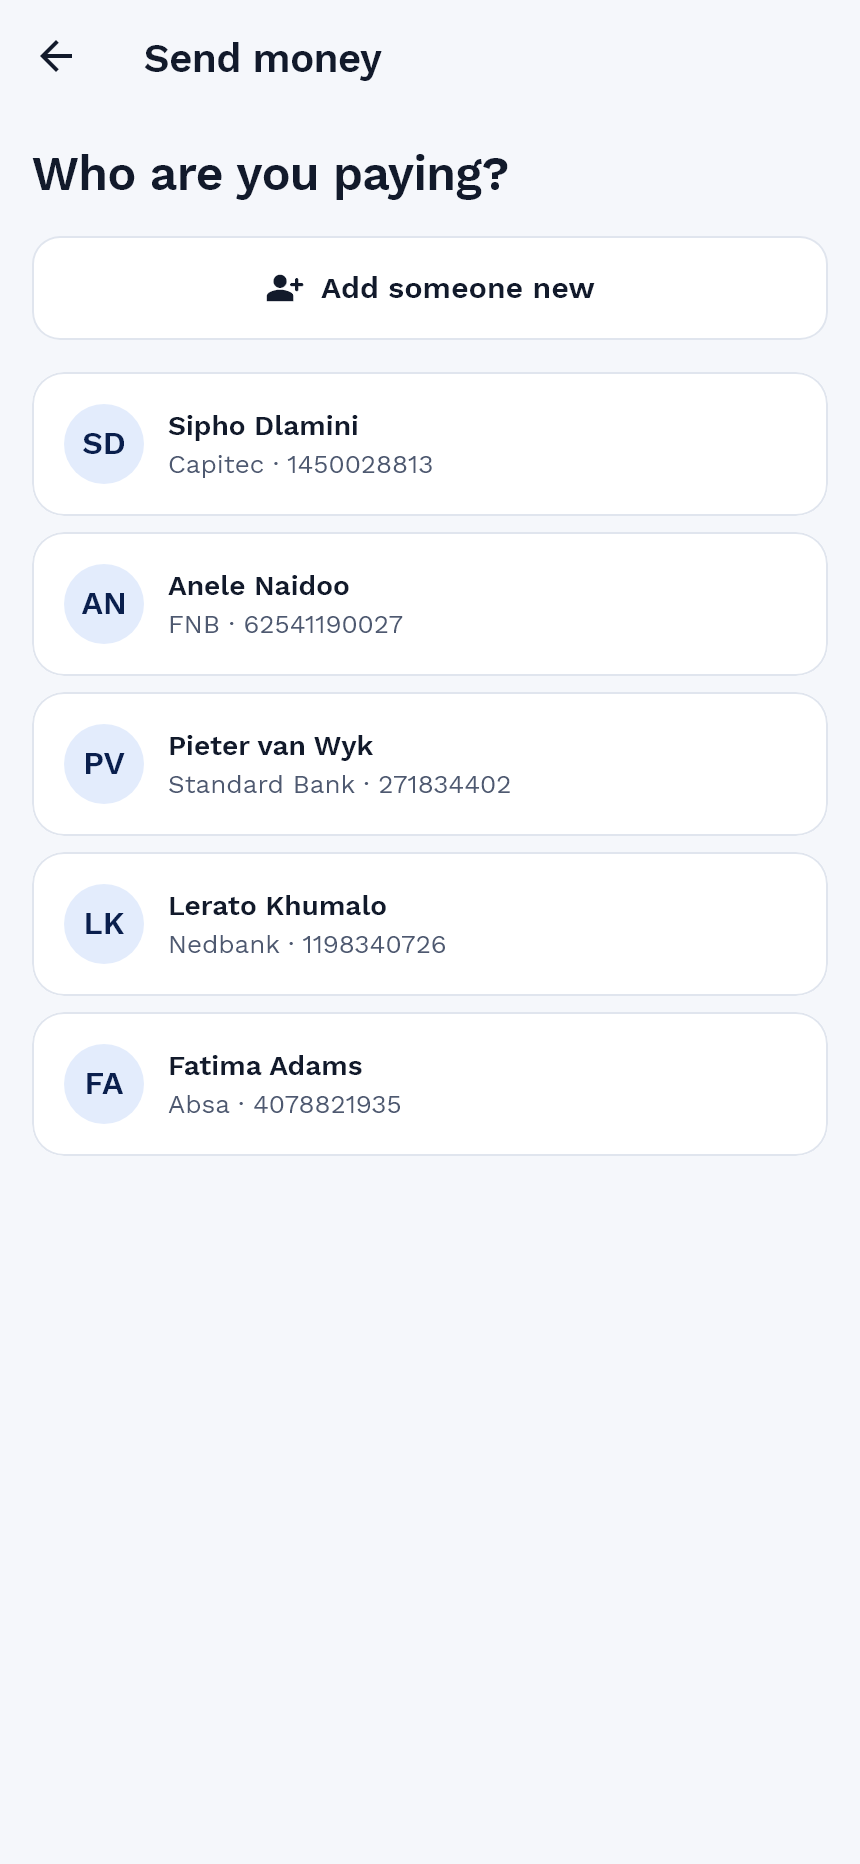 Send money
Who are you paying?
Add someone new
SD
Sipho Dlamini
Capitec · 1450028813
AN
Anele Naidoo
FNB · 62541190027
PV
Pieter van Wyk
Standard Bank · 271834402
LK
Lerato Khumalo
Nedbank · 1198340726
FA
Fatima Adams
Absa · 4078821935